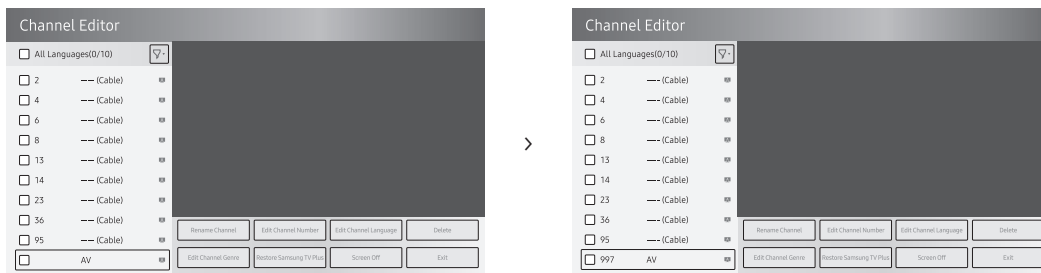 Channel Editor
All Languages(0/10)
2 –– (Cable)
4 –– (Cable)
6 –– (Cable)
8 –– (Cable)
13 –– (Cable)
14 –– (Cable)
23 –– (Cable)
36 –– (Cable)
95 –– (Cable)
AV
Rename Channel Edit Channel Number Edit Channel Language Delete
Edit Channel Genre Restore Samsung TV Plus Screen Off Exit
>
Channel Editor
All Languages(0/10)
2 –-- (Cable)
4 –-- (Cable)
6 –-- (Cable)
8 –-- (Cable)
13 –-- (Cable)
14 –-- (Cable)
23 –-- (Cable)
36 –-- (Cable)
95 –-- (Cable)
997 AV
Rename Channel Edit Channel Number Edit Channel Language Delete
Edit Channel Genre Restore Samsung TV Plus Screen Off Exit